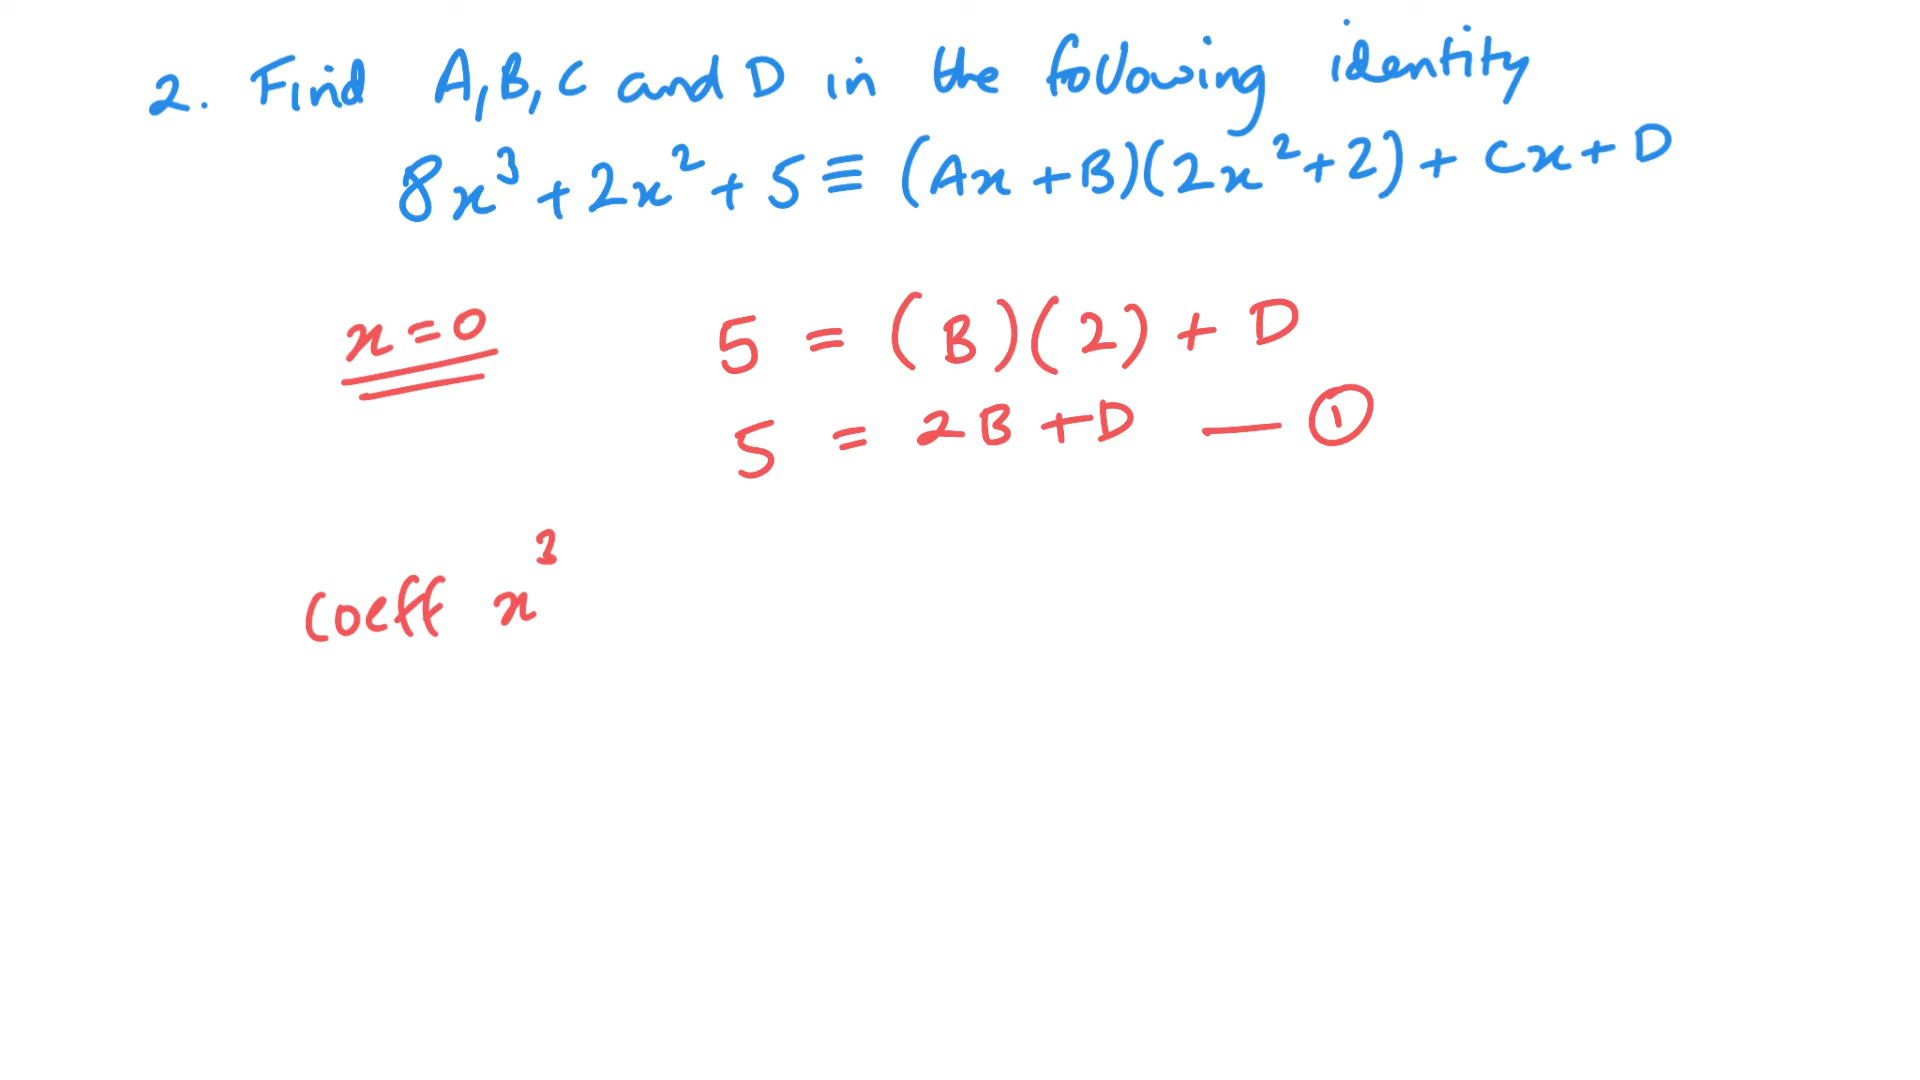 2. Find A, B, C and D in the following identity
8x³ + 2x² + 5 ≡ (Ax + B)(2x² + 2) + Cx + D
x = 0 5 = (B)(2) + D
5 = 2B + D — ①
coeff x³